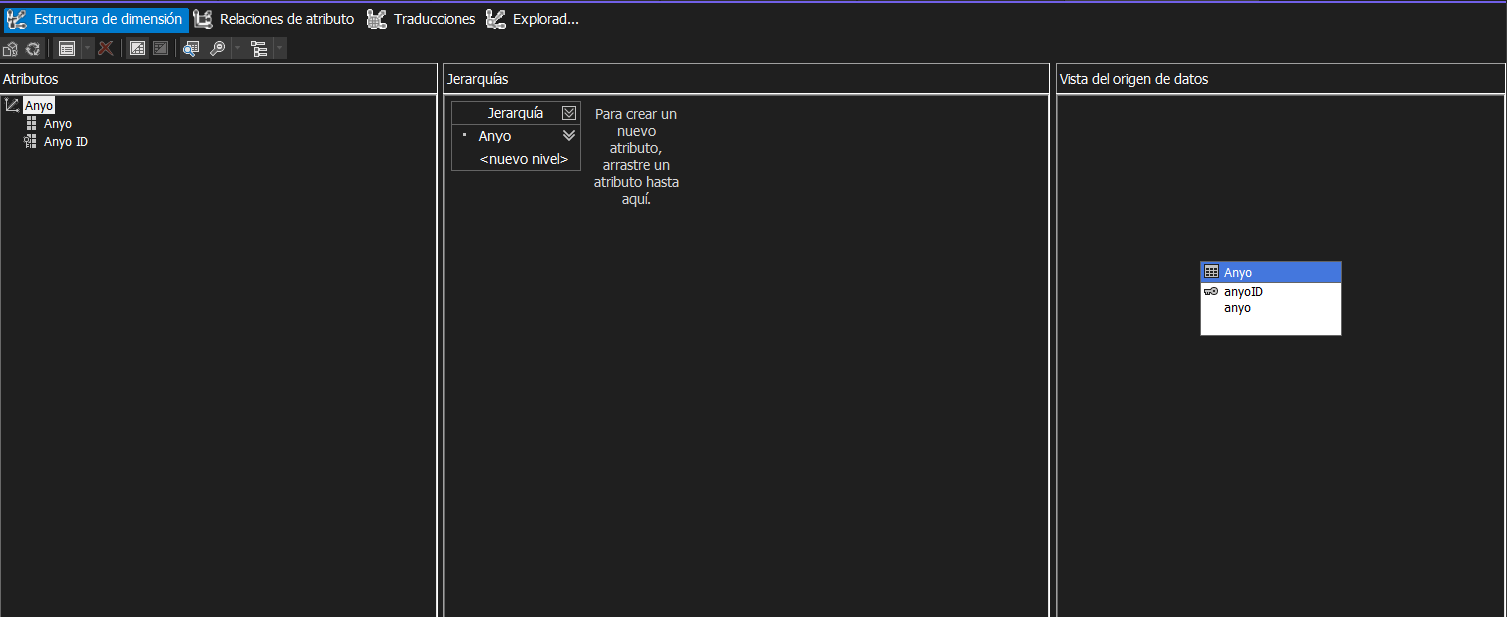 Estructura de dimensión Relaciones de atributo Traducciones Explorad...
Atributos
Anyo
Anyo
Anyo ID
Jerarquías
Jerarquía
Anyo
<nuevo nivel>
Para crear un
nuevo
atributo,
arrastre un
atributo hasta
aquí.
Vista del origen de datos
Anyo
anyoID
anyo